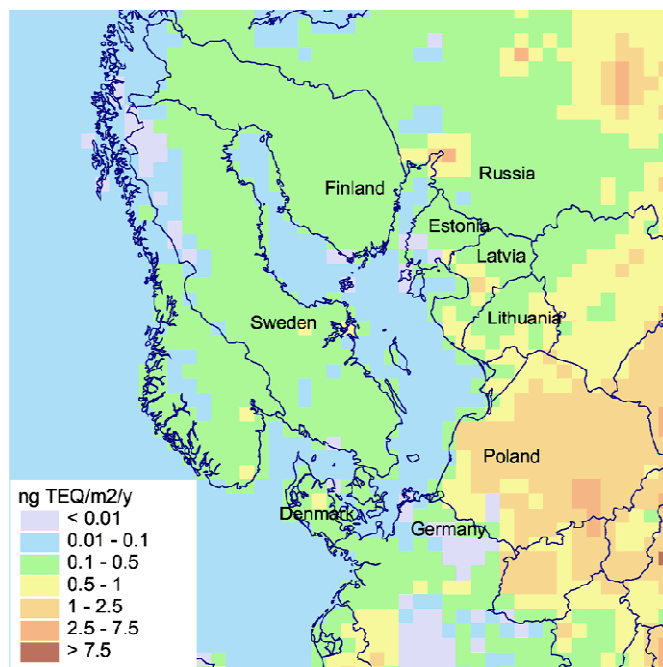 Finland
Russia
Estonia
Latvia
Lithuania
Sweden
Poland
Denmark
Germany
ng TEQ/m2/y
< 0.01
0.01 - 0.1
0.1 - 0.5
0.5 - 1
1 - 2.5
2.5 - 7.5
> 7.5